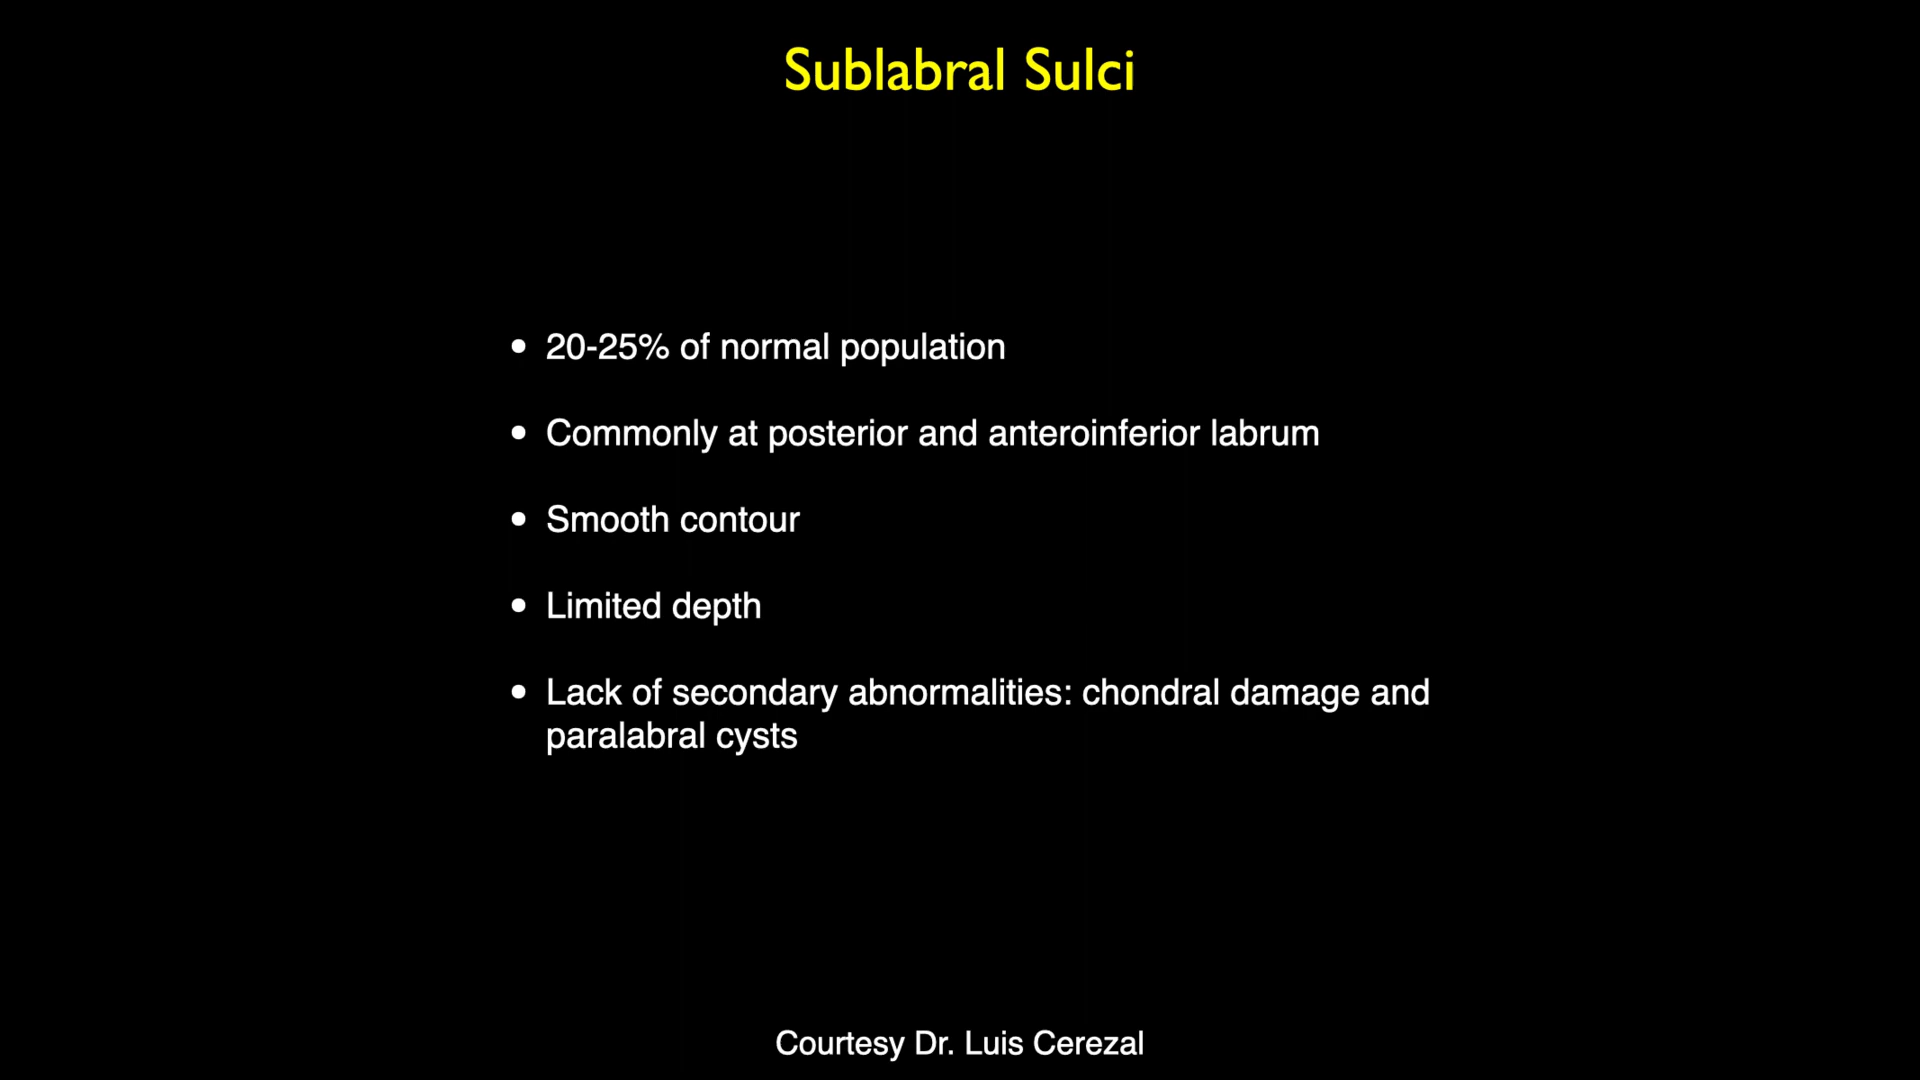 Sublabral Sulci
• 20-25% of normal population
• Commonly at posterior and anteroinferior labrum
• Smooth contour
• Limited depth
• Lack of secondary abnormalities: chondral damage and
paralabral cysts
Courtesy Dr. Luis Cerezal